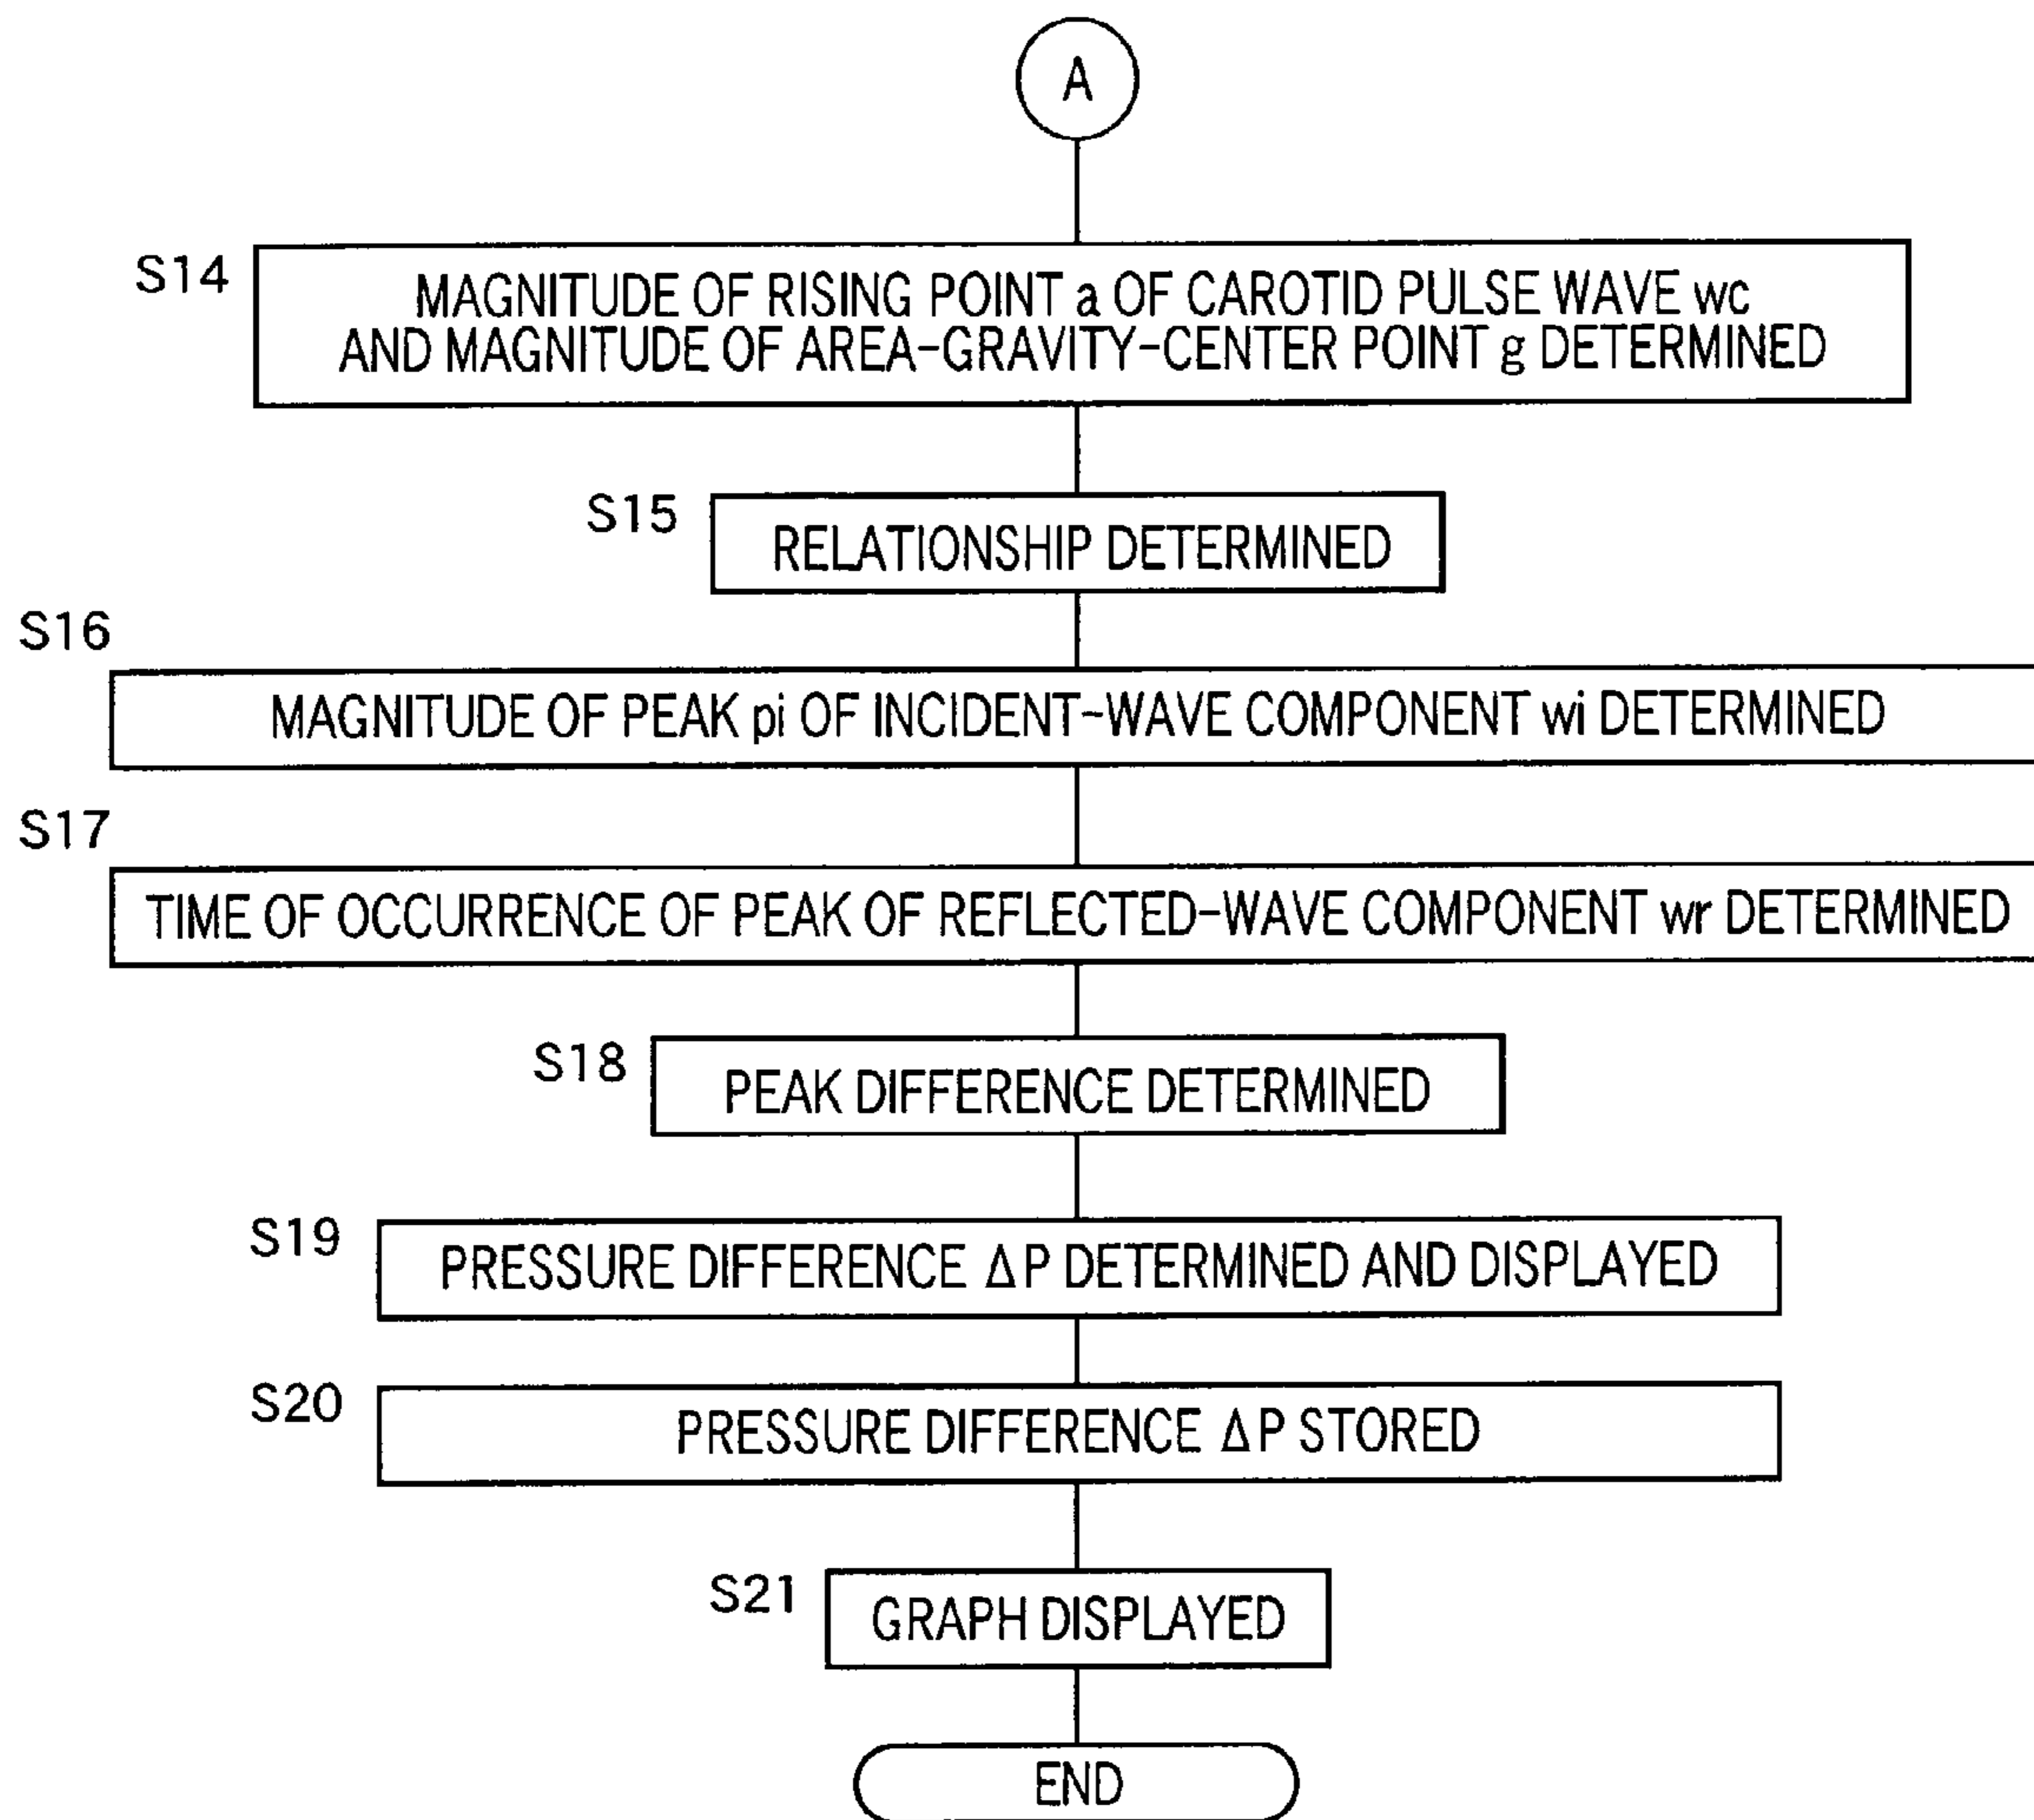 A
S14
MAGNITUDE OF RISING POINT a OF CAROTID PULSE WAVE wc
AND MAGNITUDE OF AREA-GRAVITY-CENTER POINT g DETERMINED
S15
RELATIONSHIP DETERMINED
S16
MAGNITUDE OF PEAK pi OF INCIDENT-WAVE COMPONENT wi DETERMINED
S17
TIME OF OCCURRENCE OF PEAK OF REFLECTED-WAVE COMPONENT wr DETERMINED
S18
PEAK DIFFERENCE DETERMINED
S19
PRESSURE DIFFERENCE ΔP DETERMINED AND DISPLAYED
S20
PRESSURE DIFFERENCE ΔP STORED
S21
GRAPH DISPLAYED
END